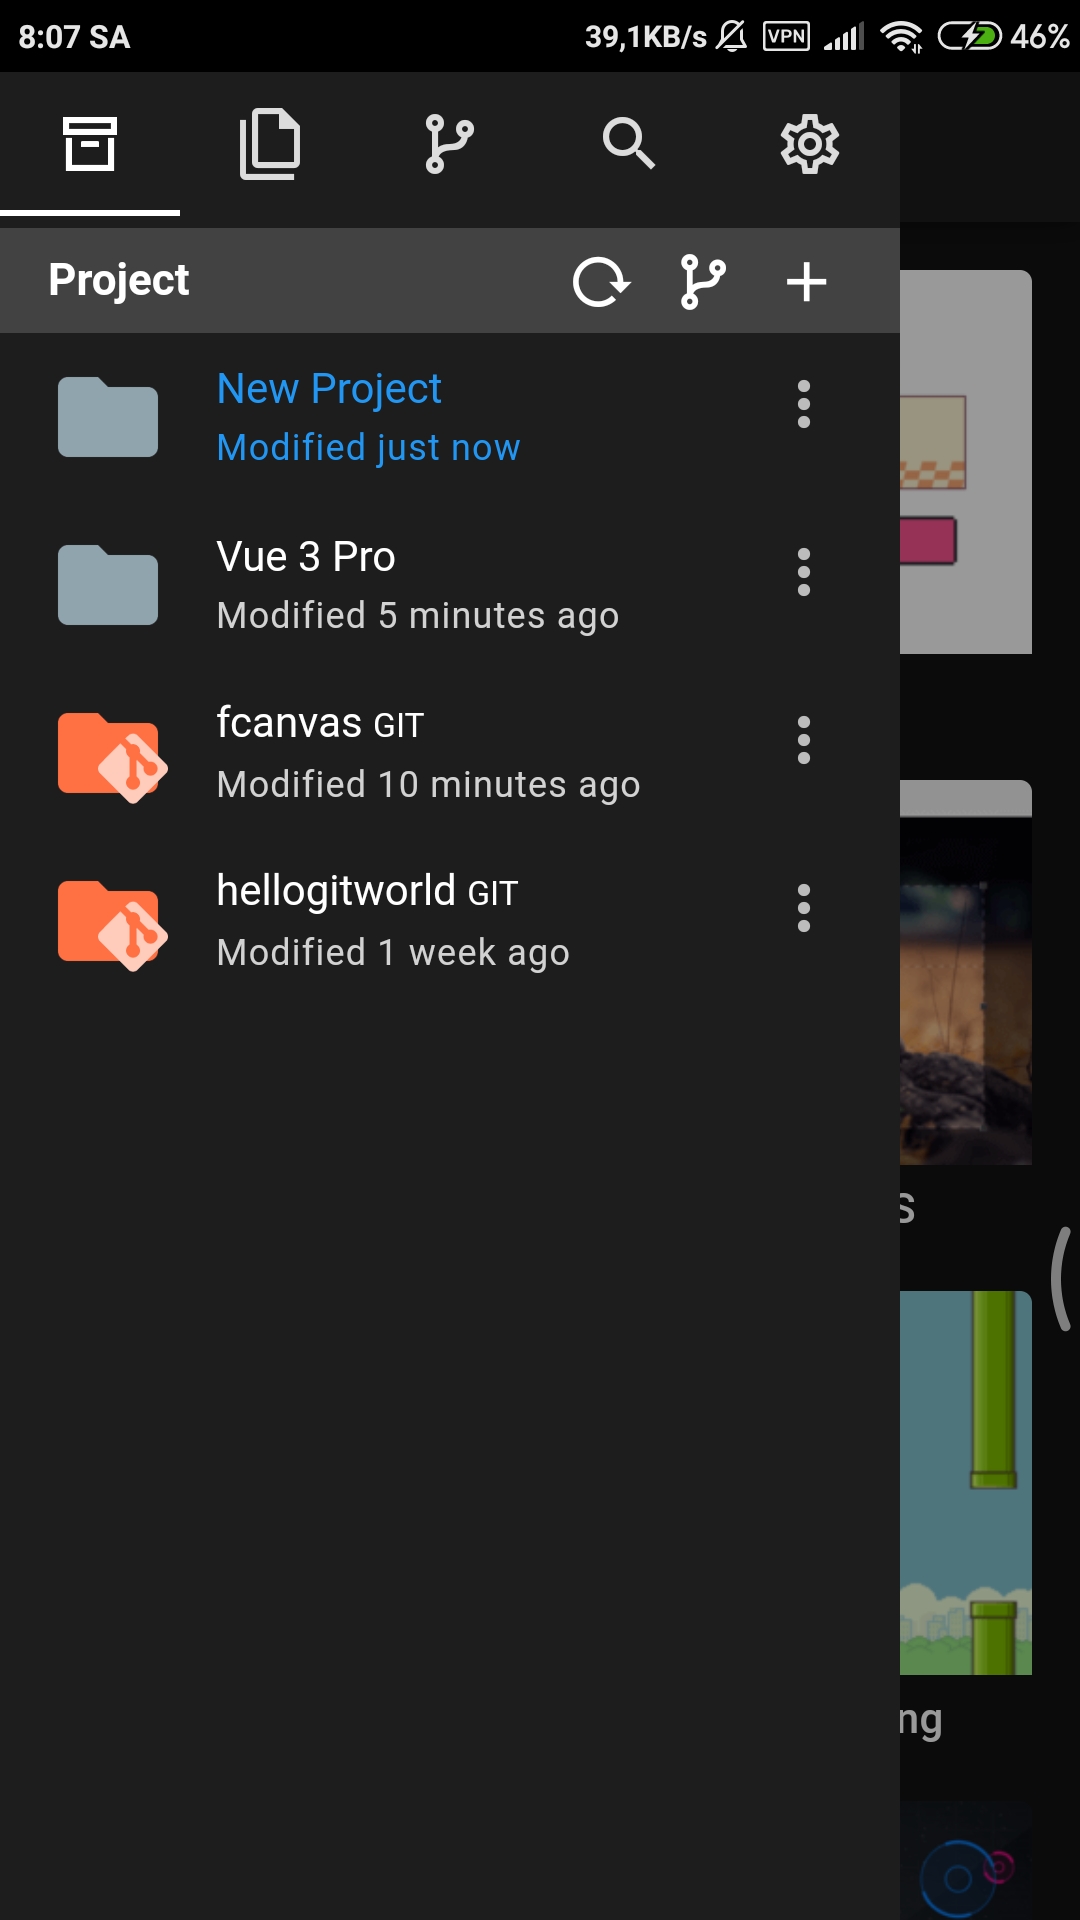 8:07 SA 39,1KB/s VPN 46%
Project
New Project
Modified just now
Vue 3 Pro
Modified 5 minutes ago
fcanvas GIT
Modified 10 minutes ago
hellogitworld GIT
Modified 1 week ago
s
ng